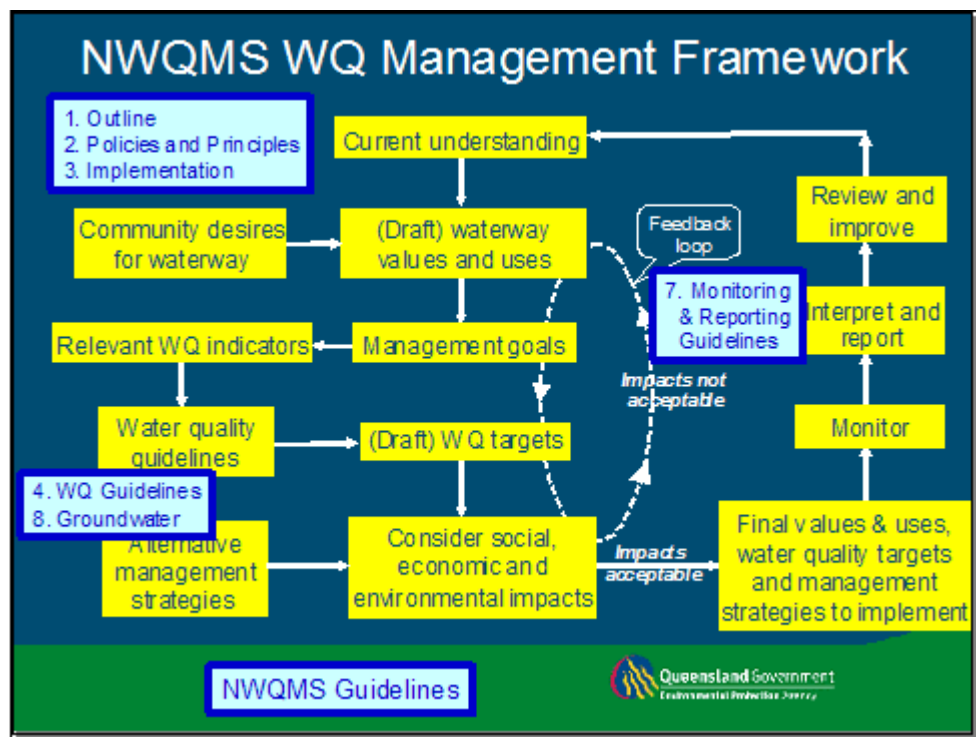 NWQMS WQ Management Framework
1. Outline
2. Policies and Principles
3. Implementation
Current understanding
Community desires
for waterway
(Draft) waterway
values and uses
Feedback
loop
Review and
improve
7. Monitoring
& Reporting
Guidelines
Interpret and
report
Relevant WQ indicators
Management goals
Impacts not
acceptable
Water quality
guidelines
(Draft) WQ targets
Monitor
4. WQ Guidelines
8. Groundwater
Alternative
management
strategies
Consider social,
economic and
environmental impacts
Impacts
acceptable
Final values & uses,
water quality targets
and management
strategies to implement
NWQMS Guidelines
Queensland Government
Environmental Protection Agency